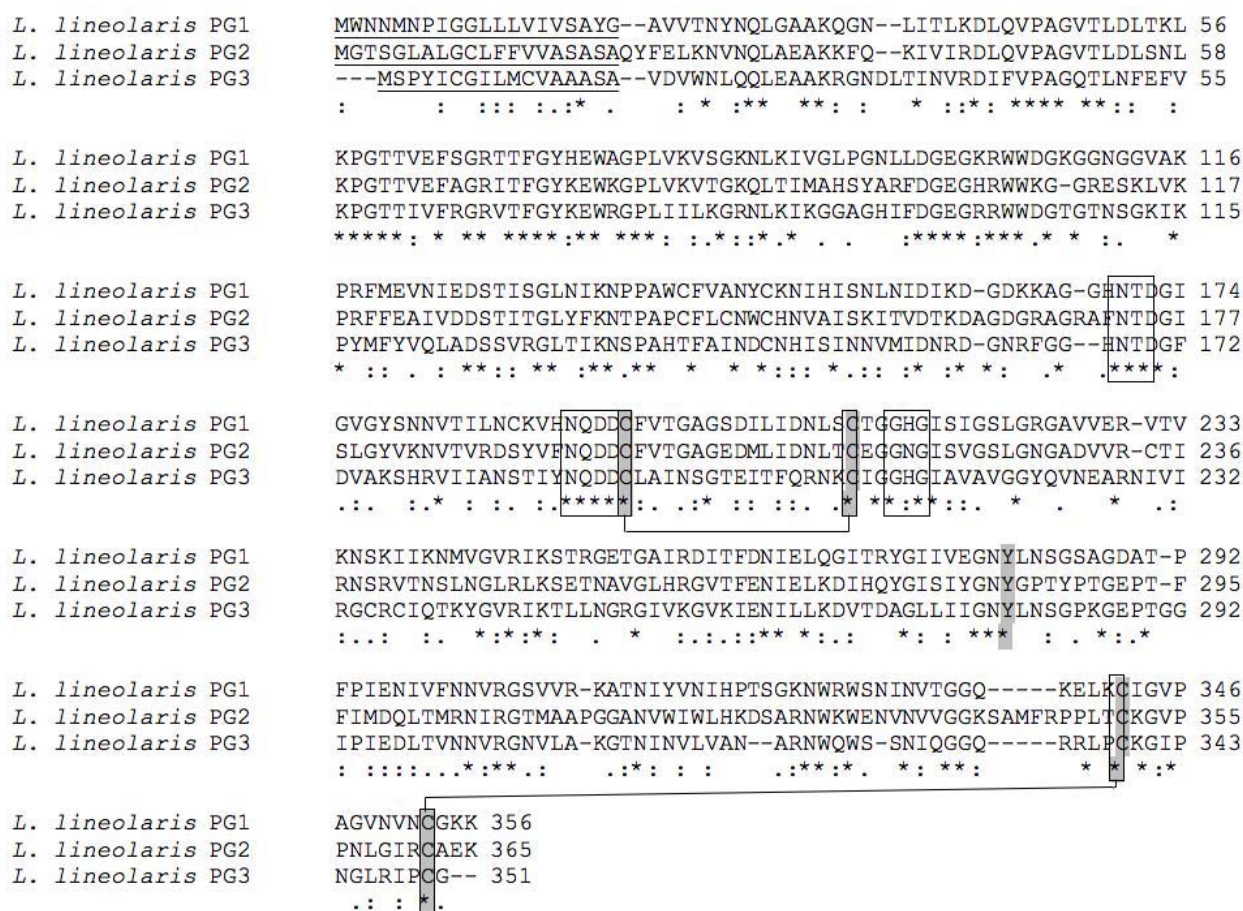 L. lineolaris PG1 MWNNMNPIGGLLLVIVSAYG--AVVTNYNQLGAAKQGN--LITLKDLQVPAGVTLDLTKL 56
L. lineolaris PG2 MGTSGLALGCLFFVVASASAQYFELKNVNQLAEAKKFQ--KIVIRDLQVPAGVTLDLSNL 58
L. lineolaris PG3 ---MSPYICGILMCVAAASA--VDVWNLQQLEAAKRGNDLTINVRDIFVPAGQTLNFEFV 55
: : ::: :.:* . : * :* **: : * ::*: **** **:: :
L. lineolaris PG1 KPGTTVEFSGRTTFGYHEWAGPLVKVSGKNLKIVGLPGNLLDGEGKRWWDGKGGNGGVAK 116
L. lineolaris PG2 KPGTTVEFAGRITFGYKEWKGPLVKVTGKQLTIMAHSYARFDGEGHRWWKG-GRESKLVK 117
L. lineolaris PG3 KPGTTIVFRGRVTFGYKEWRGPLIILKGRNLKIKGGAGHIFDGEGRRWWDGTGTNSGKIK 115
*****: * ** ****:** ***: :.*::*.* . . :****:***.* * :. *
L. lineolaris PG1 PRFMEVNIEDSTISGLNIKNPPAWCFVANYCKNIHISNLNIDIKD-GDKKAG-GHNTDGI 174
L. lineolaris PG2 PRFFEAIVDDSTITGLYFKNTPAPCFLCNWCHNVAISKITVDTKDAGDGRAGRAFNTDGI 177
L. lineolaris PG3 PYMFYVQLADSSVRGLTIKNSPAHTFAINDCNHISINNVMIDNRD-GNRFGG--HNTDGF 172
* :: . : **:: ** :**.** * * *:::*.:: :* :* *: .* .****:
L. lineolaris PG1 GVGYSNNVTILNCKVHNQDDCFVTGAGSDILIDNLSCTGGHGISIGSLGRGAVVER-VTV 233
L. lineolaris PG2 SLGYVKNVTVRDSYVFNQDDCFVTGAGEDMLIDNLTCEGGNGISVGSLGNGADVVR-CTI 236
L. lineolaris PG3 DVAKSHRVIIANSTIYNQDDCLAINSGTEITFQRNKCIGGHGIAVAVGGYQVNEARNIVI 232
.:. :.* : :. :.*****:. .:* :: ::. .* **:**::. * . * .:
L. lineolaris PG1 KNSKIIKNMVGVRIKSTRGETGAIRDITFDNIELQGITRYGIIVEGNYLNSGSAGDAT-P 292
L. lineolaris PG2 RNSRVTNSLNGLRLKSETNAVGLHRGVTFENIELKDIHQYGISIYGNYGPTYPTGEPT-F 295
L. lineolaris PG3 RGCRCIQTKYGVRIKTLLNGRGIVKGVKIENILLKDVTDAGLLIIGNYLNSGPKGEPTGG 292
:..: :. *:*:*: . * :.:.::** *:.: *: : *** : . *:.*
L. lineolaris PG1 FPIENIVFNNVRGSVVR-KATNIYVNIHPTSGKNWRWSNINVTGGQ-----KELKCIGVP 346
L. lineolaris PG2 FIMDQLTMRNIRGTMAAPGGANVWIWLHKDSARNWKWENVNVVGGKSAMFRPPLTCKGVP 355
L. lineolaris PG3 IPIEDLTVNNVRGNVLA-KGTNINVLVAN--ARNWQWS-SNIQGGQ-----RRLPCKGIP 343
: ::::...*:**.: .:*: : : .:**:*. *: **: * * *:*
L. lineolaris PG1 AGVNVNCGKK 356
L. lineolaris PG2 PNLGIRCAEK 365
L. lineolaris PG3 NGLRIPCG-- 351
.: : *.